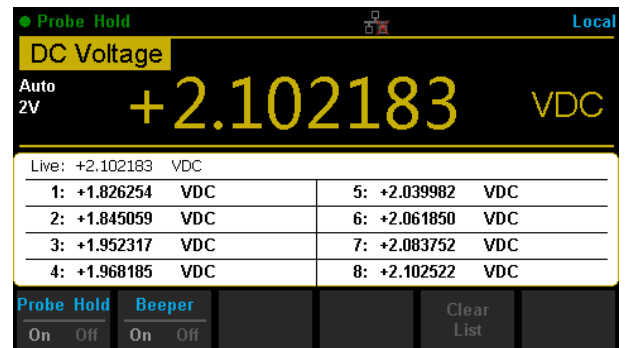 Probe Hold Local
DC Voltage
Auto
2V
+2.102183 VDC
Live: +2.102183 VDC
1: +1.826254 VDC 5: +2.039982 VDC
2: +1.845059 VDC 6: +2.061850 VDC
3: +1.952317 VDC 7: +2.083752 VDC
4: +1.968185 VDC 8: +2.102522 VDC
Probe Hold Beeper Clear
On Off On Off List